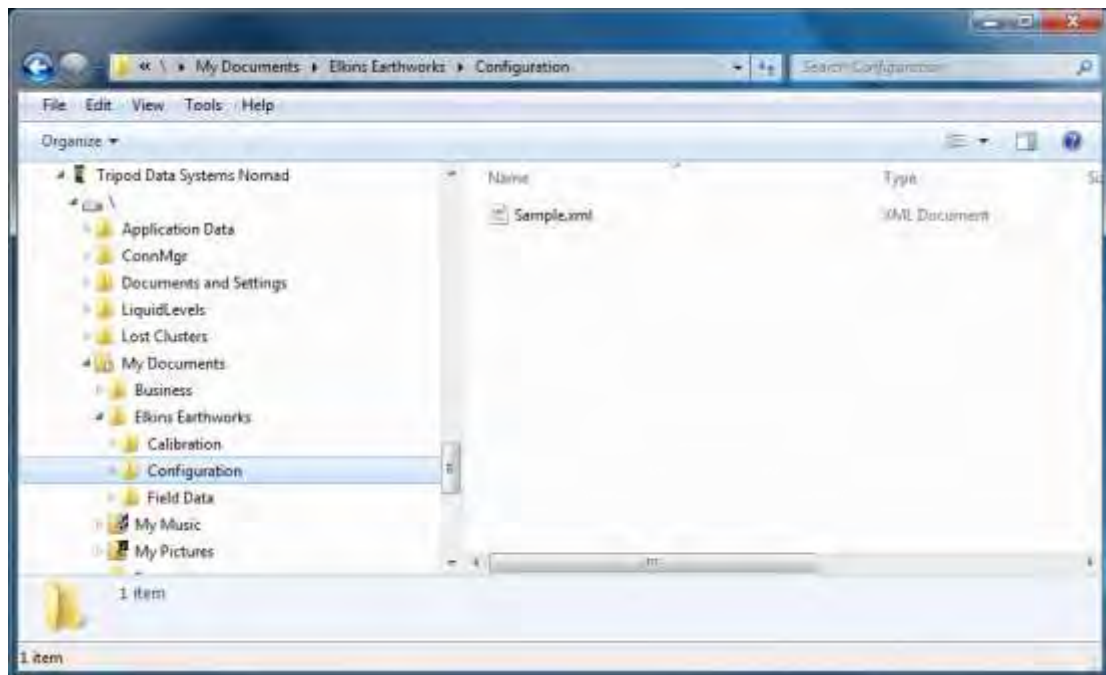 « \ ▸ My Documents ▸ Elkins Earthworks ▸ Configuration
Search Configuration
File Edit View Tools Help
Organize
Tripod Data Systems Nomad
\
Application Data
ConnMgr
Documents and Settings
LiquidLevels
Lost Clusters
My Documents
Business
Elkins Earthworks
Calibration
Configuration
Field Data
My Music
My Pictures
Name Type
Sample.xml XML Document
1 item
1 item